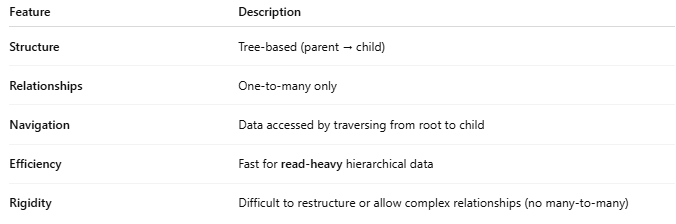 Feature Description
Structure Tree-based (parent → child)
Relationships One-to-many only
Navigation Data accessed by traversing from root to child
Efficiency Fast for read-heavy hierarchical data
Rigidity Difficult to restructure or allow complex relationships (no many-to-many)